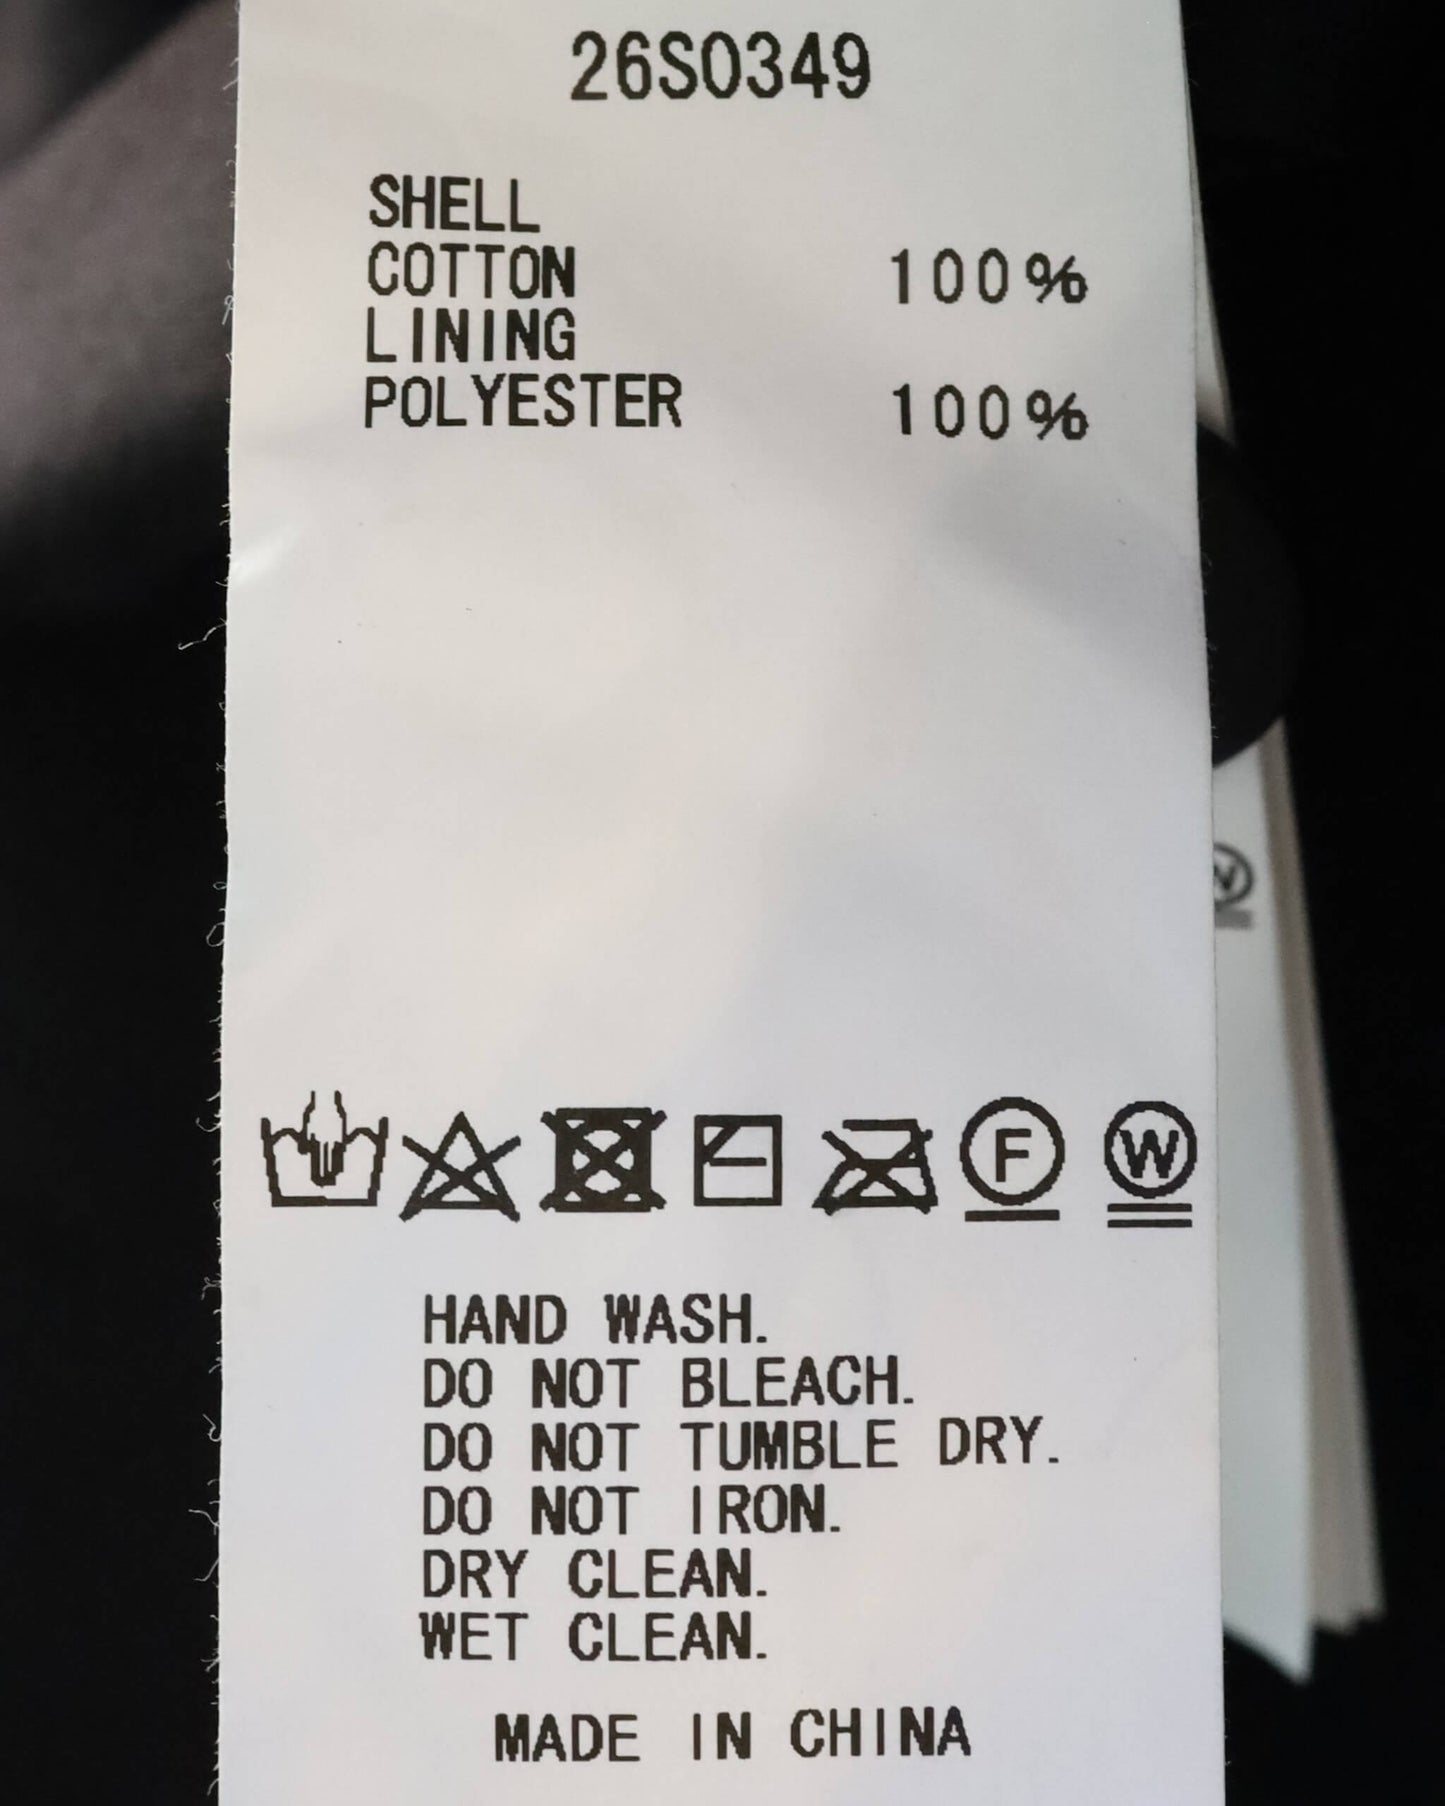 26S0349
SHELL
COTTON 100%
LINING
POLYESTER 100%
F W
HAND WASH.
DO NOT BLEACH.
DO NOT TUMBLE DRY.
DO NOT IRON.
DRY CLEAN.
WET CLEAN.
MADE IN CHINA
W